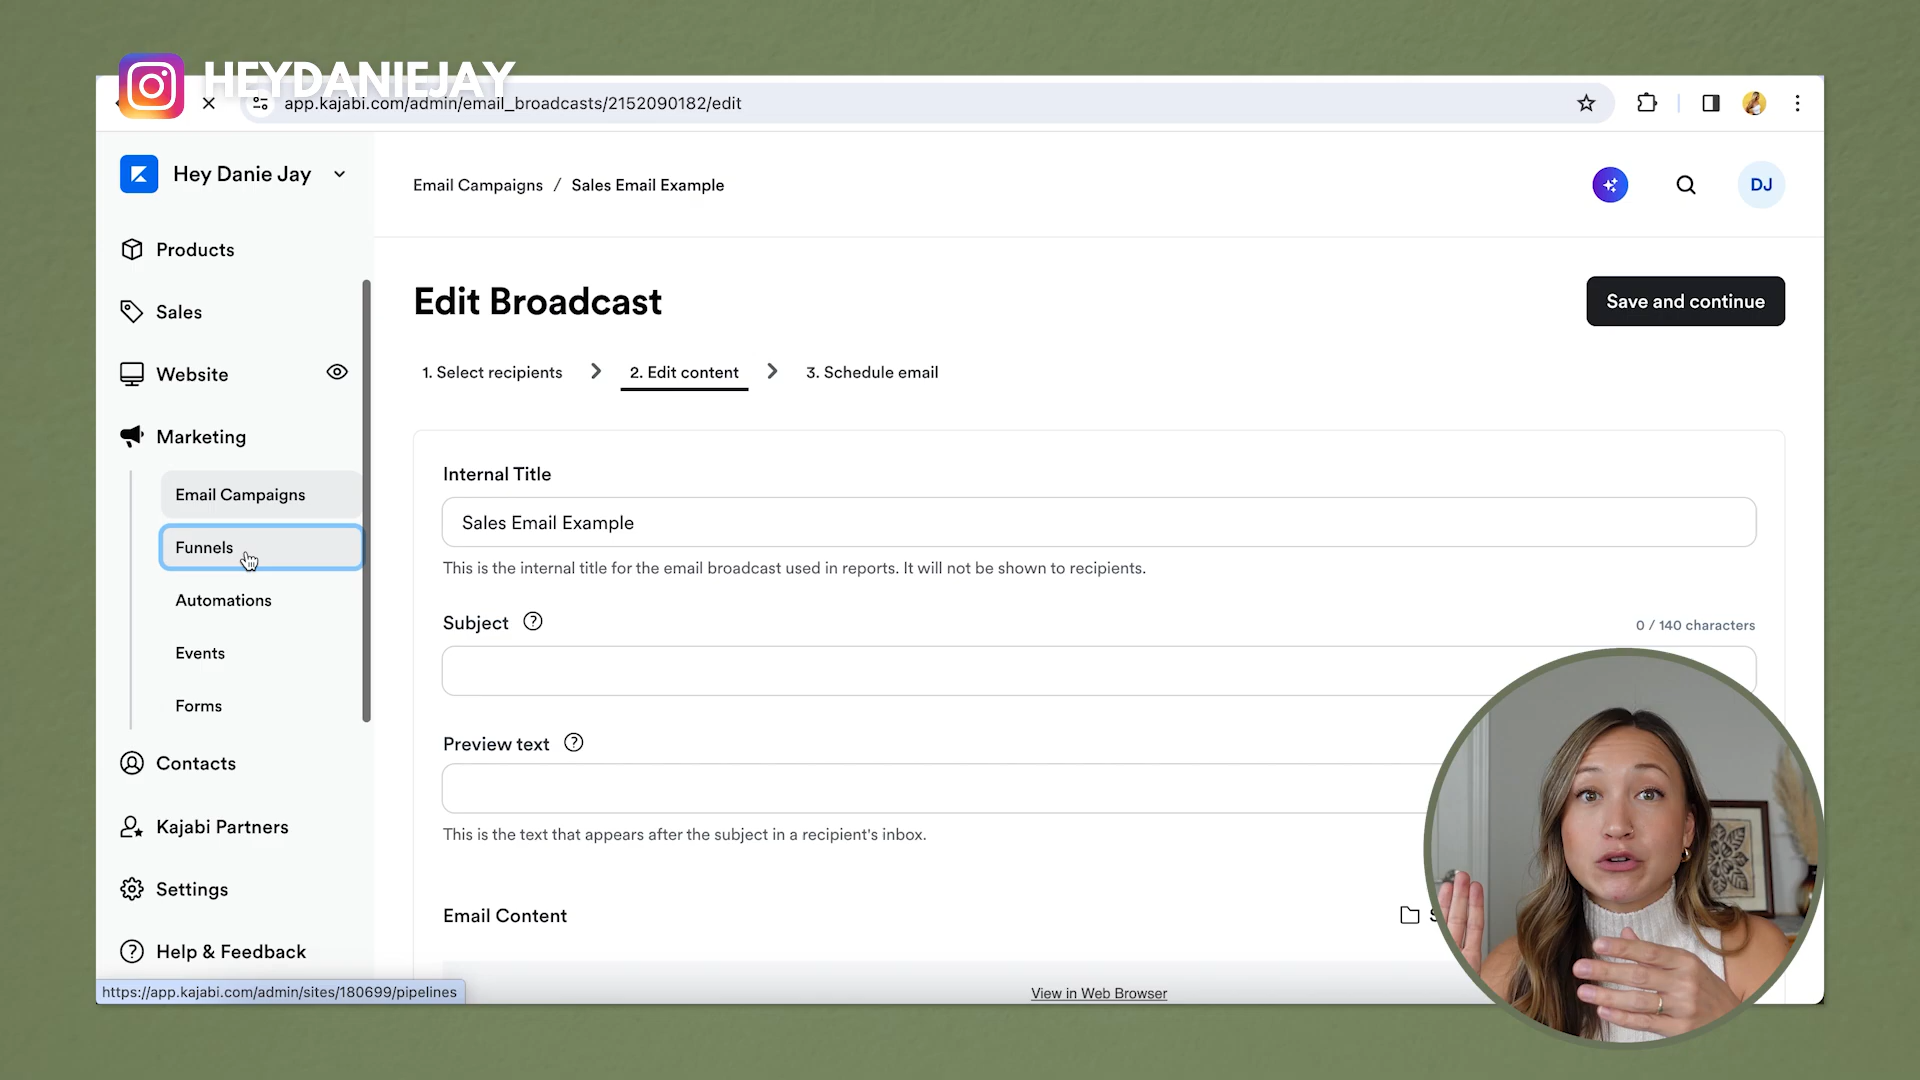 HEYDANIEJAY
app.kajabi.com/admin/email_broadcasts/2152090182/edit
Hey Danie Jay
Email Campaigns / Sales Email Example
DJ
Products
Sales
Website
Marketing
Email Campaigns
Funnels
Automations
Events
Forms
Contacts
Kajabi Partners
Settings
Help & Feedback
https://app.kajabi.com/admin/sites/180699/pipelines
Edit Broadcast
Save and continue
1. Select recipients
2. Edit content
3. Schedule email
Internal Title
Sales Email Example
This is the internal title for the email broadcast used in reports. It will not be shown to recipients.
Subject
0 / 140 characters
Preview text
This is the text that appears after the subject in a recipient's inbox.
Email Content
View in Web Browser